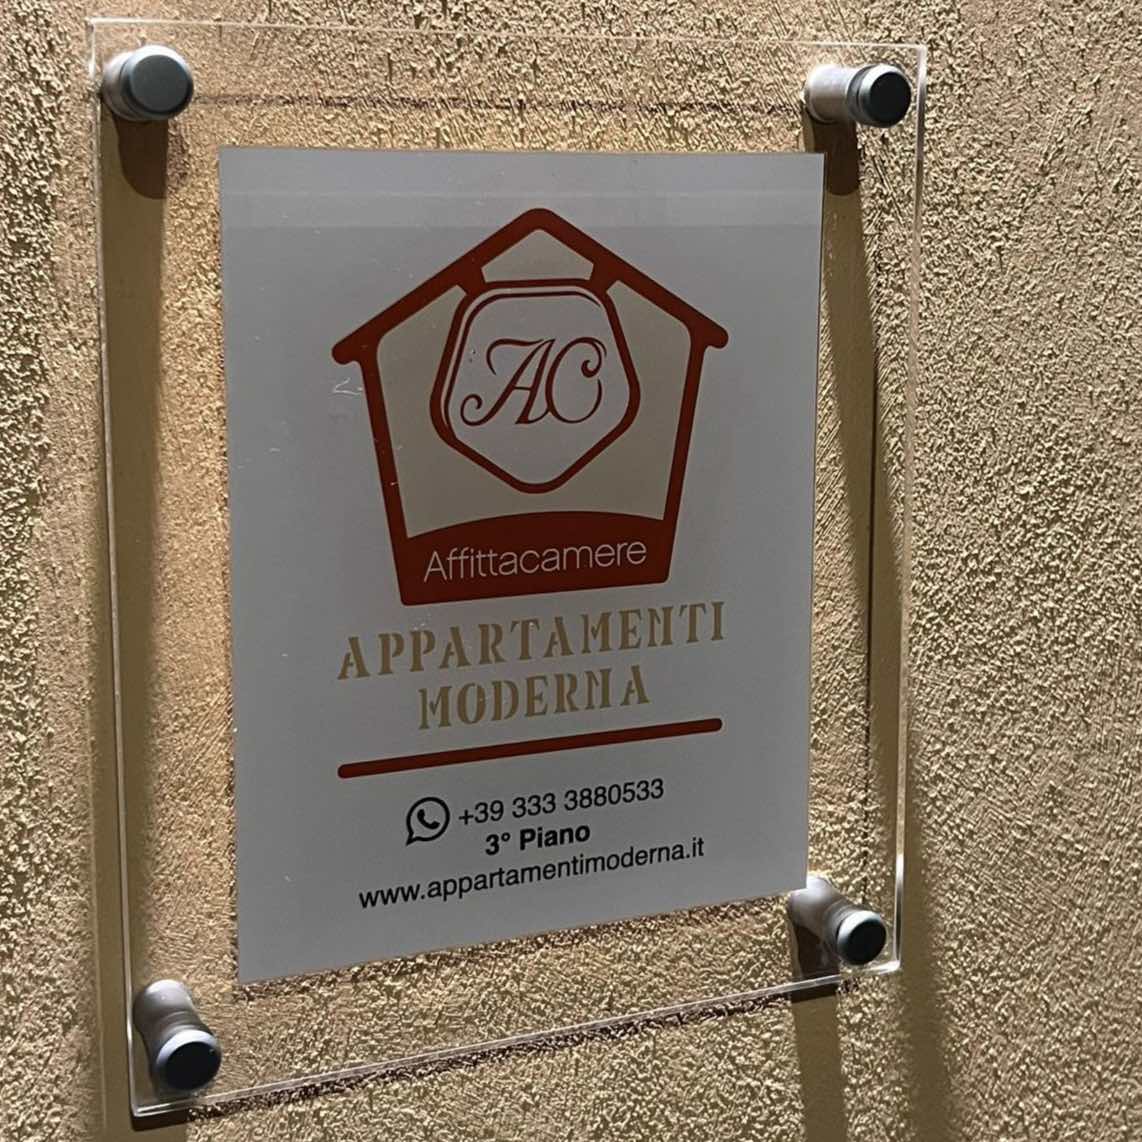 AC
Affittacamere
APPARTAMENTI
MODERNA
+39 333 3880533
3° Piano
www.appartamentimoderna.it